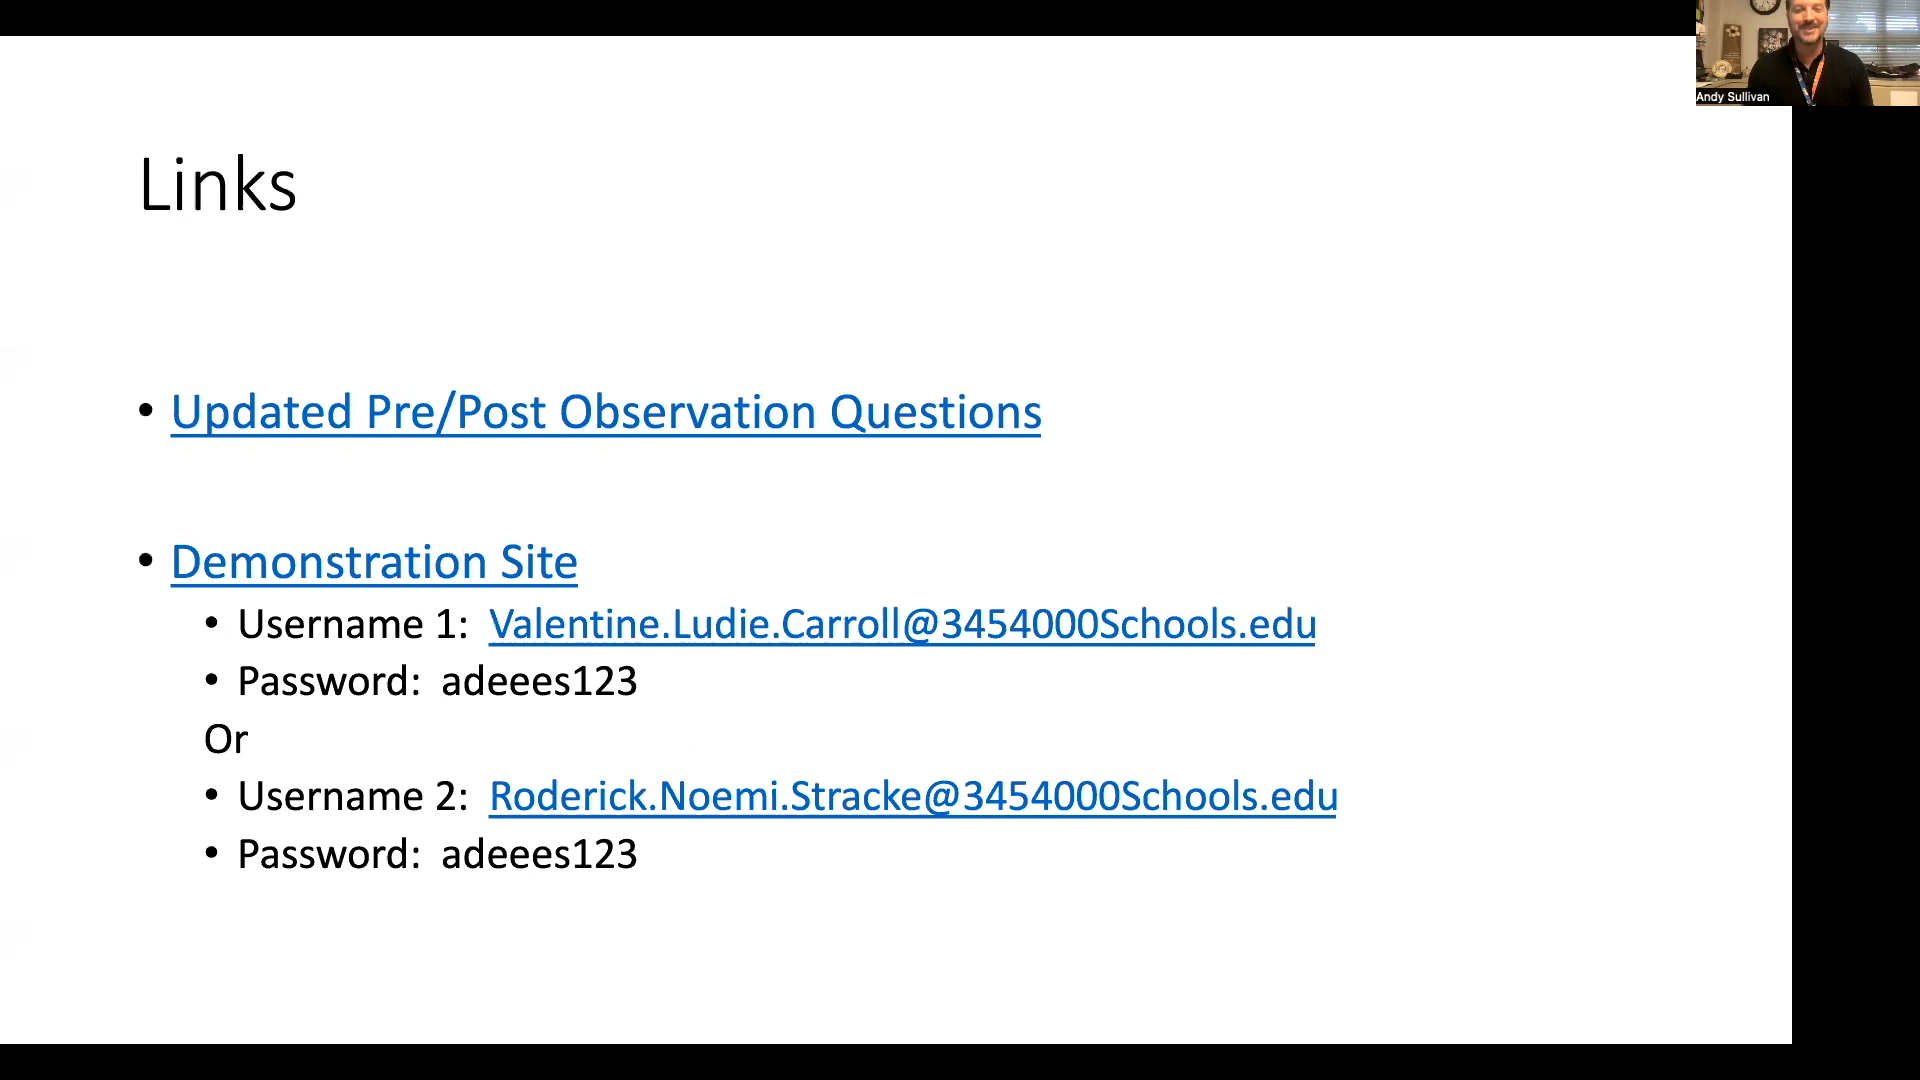 Andy Sullivan
Links
• Updated Pre/Post Observation Questions
• Demonstration Site
• Username 1: Valentine.Ludie.Carroll@3454000Schools.edu
• Password: adeees123
Or
• Username 2: Roderick.Noemi.Stracke@3454000Schools.edu
• Password: adeees123